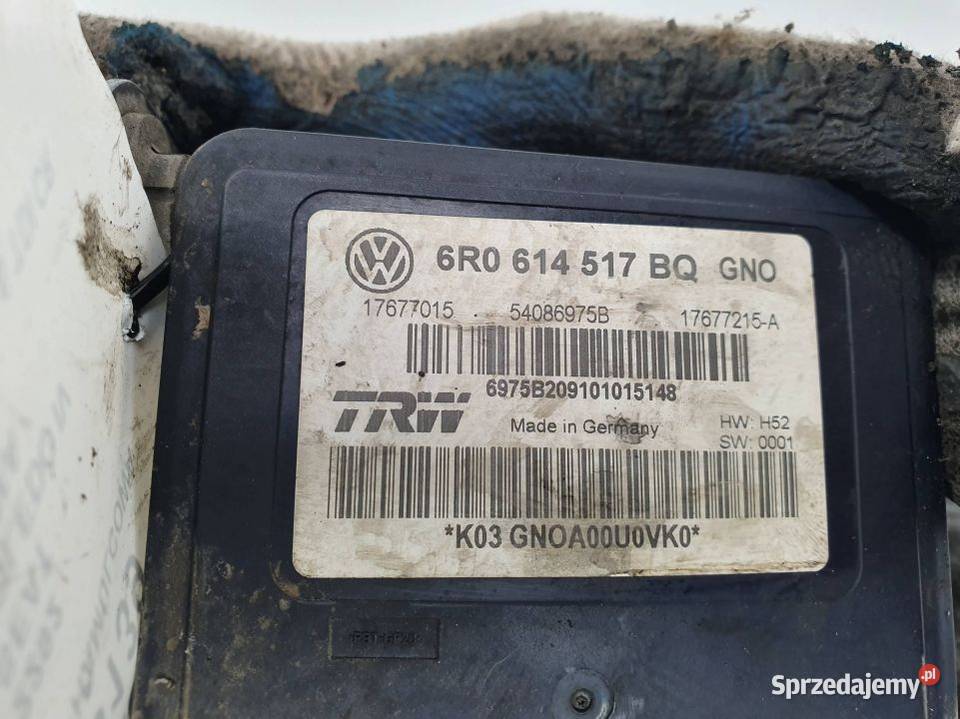 6R0 614 517 BQ GNO
17677015 54086975B 17677215-A
6975B209101015148
TRW Made in Germany HW: H52
SW: 0001
*K03 GNOA00U0VK0*
Sprzedajemy.pl